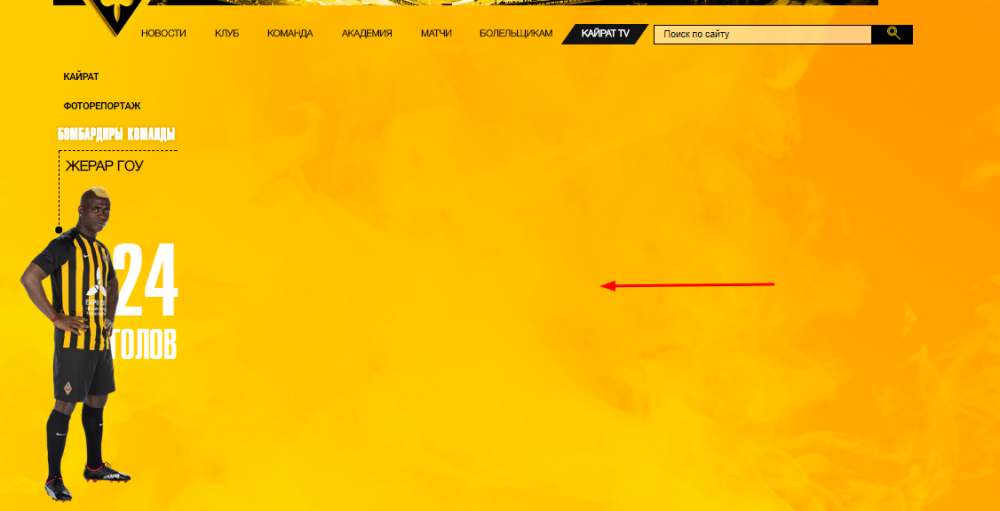 НОВОСТИ КЛУБ КОМАНДА АКАДЕМИЯ МАТЧИ БОЛЕЛЬЩИКАМ КАЙРАТ TV Поиск по сайту
КАЙРАТ
ФОТОРЕПОРТАЖ
БОМБАРДИРЫ КОМАНДЫ
ЖЕРАР ГОУ
24
ГОЛОВ